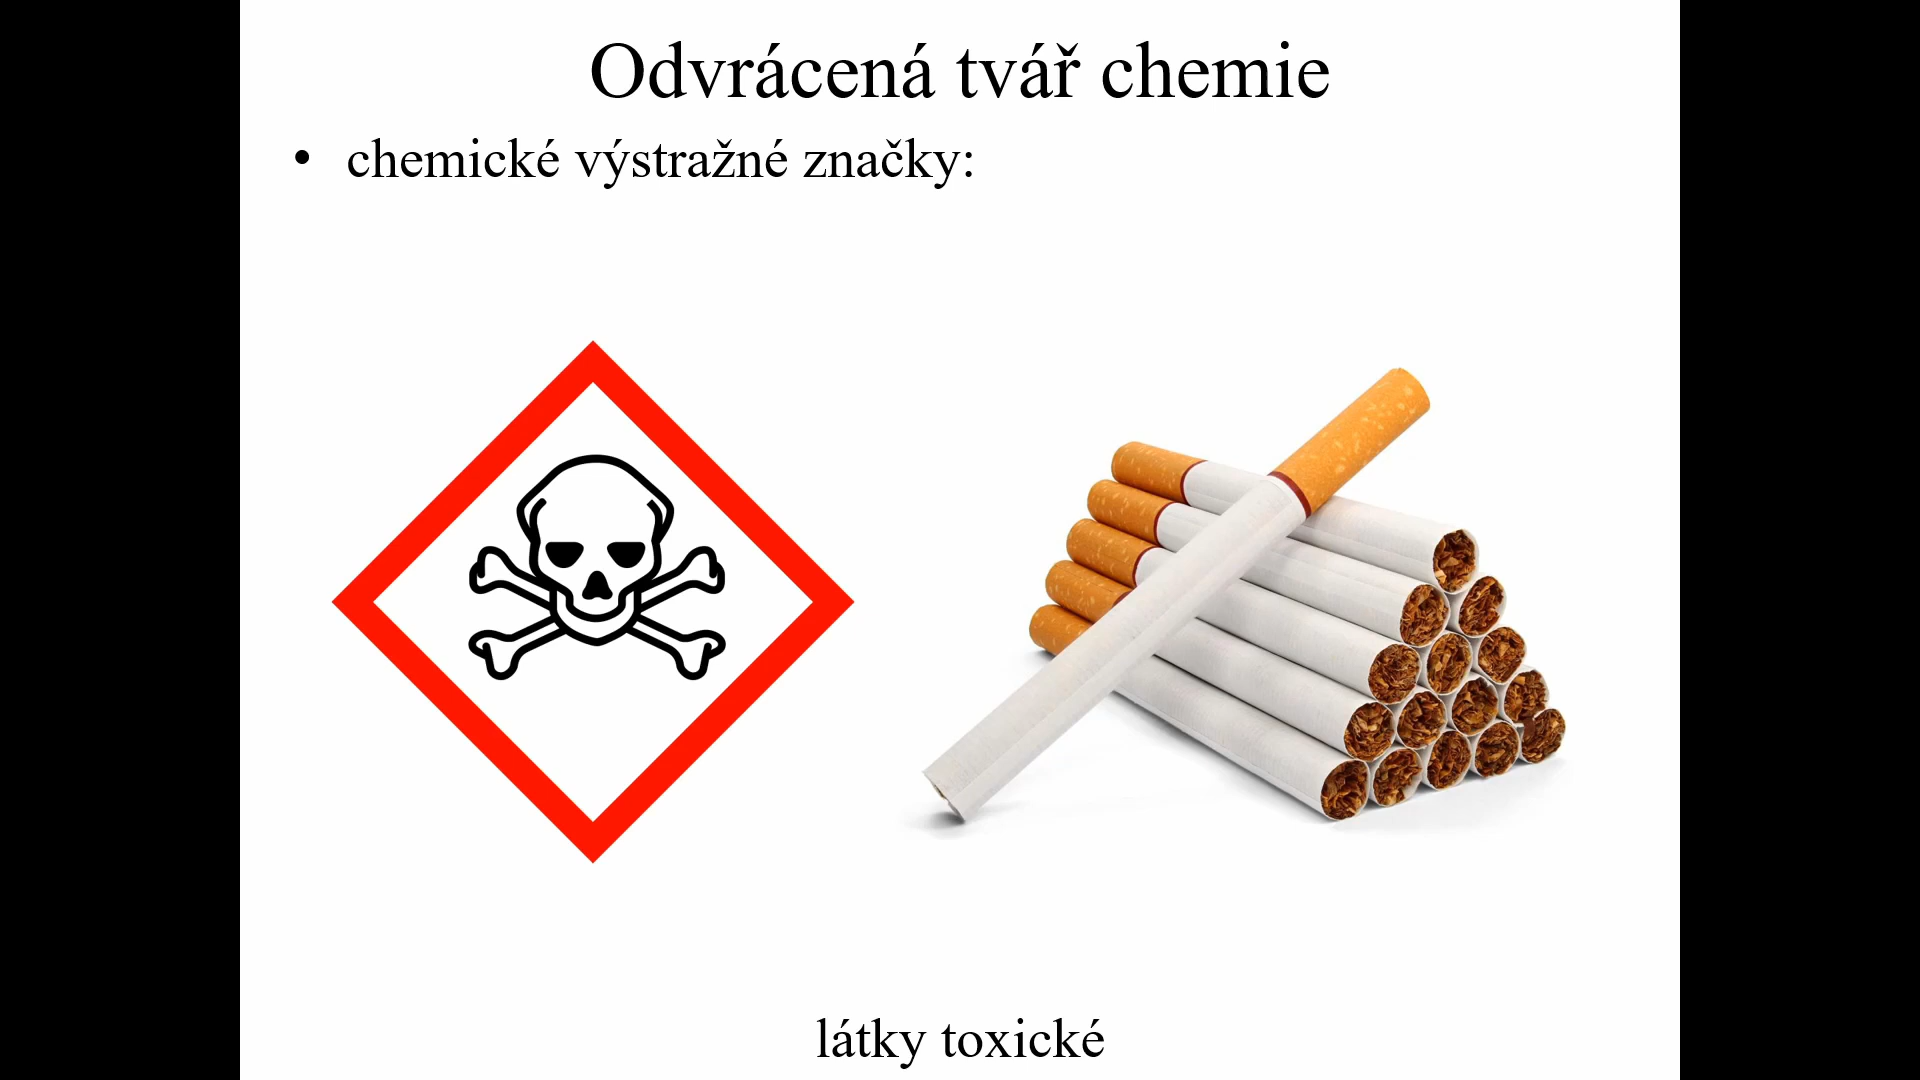 Odvrácená tvář chemie
• chemické výstražné značky:
látky toxické